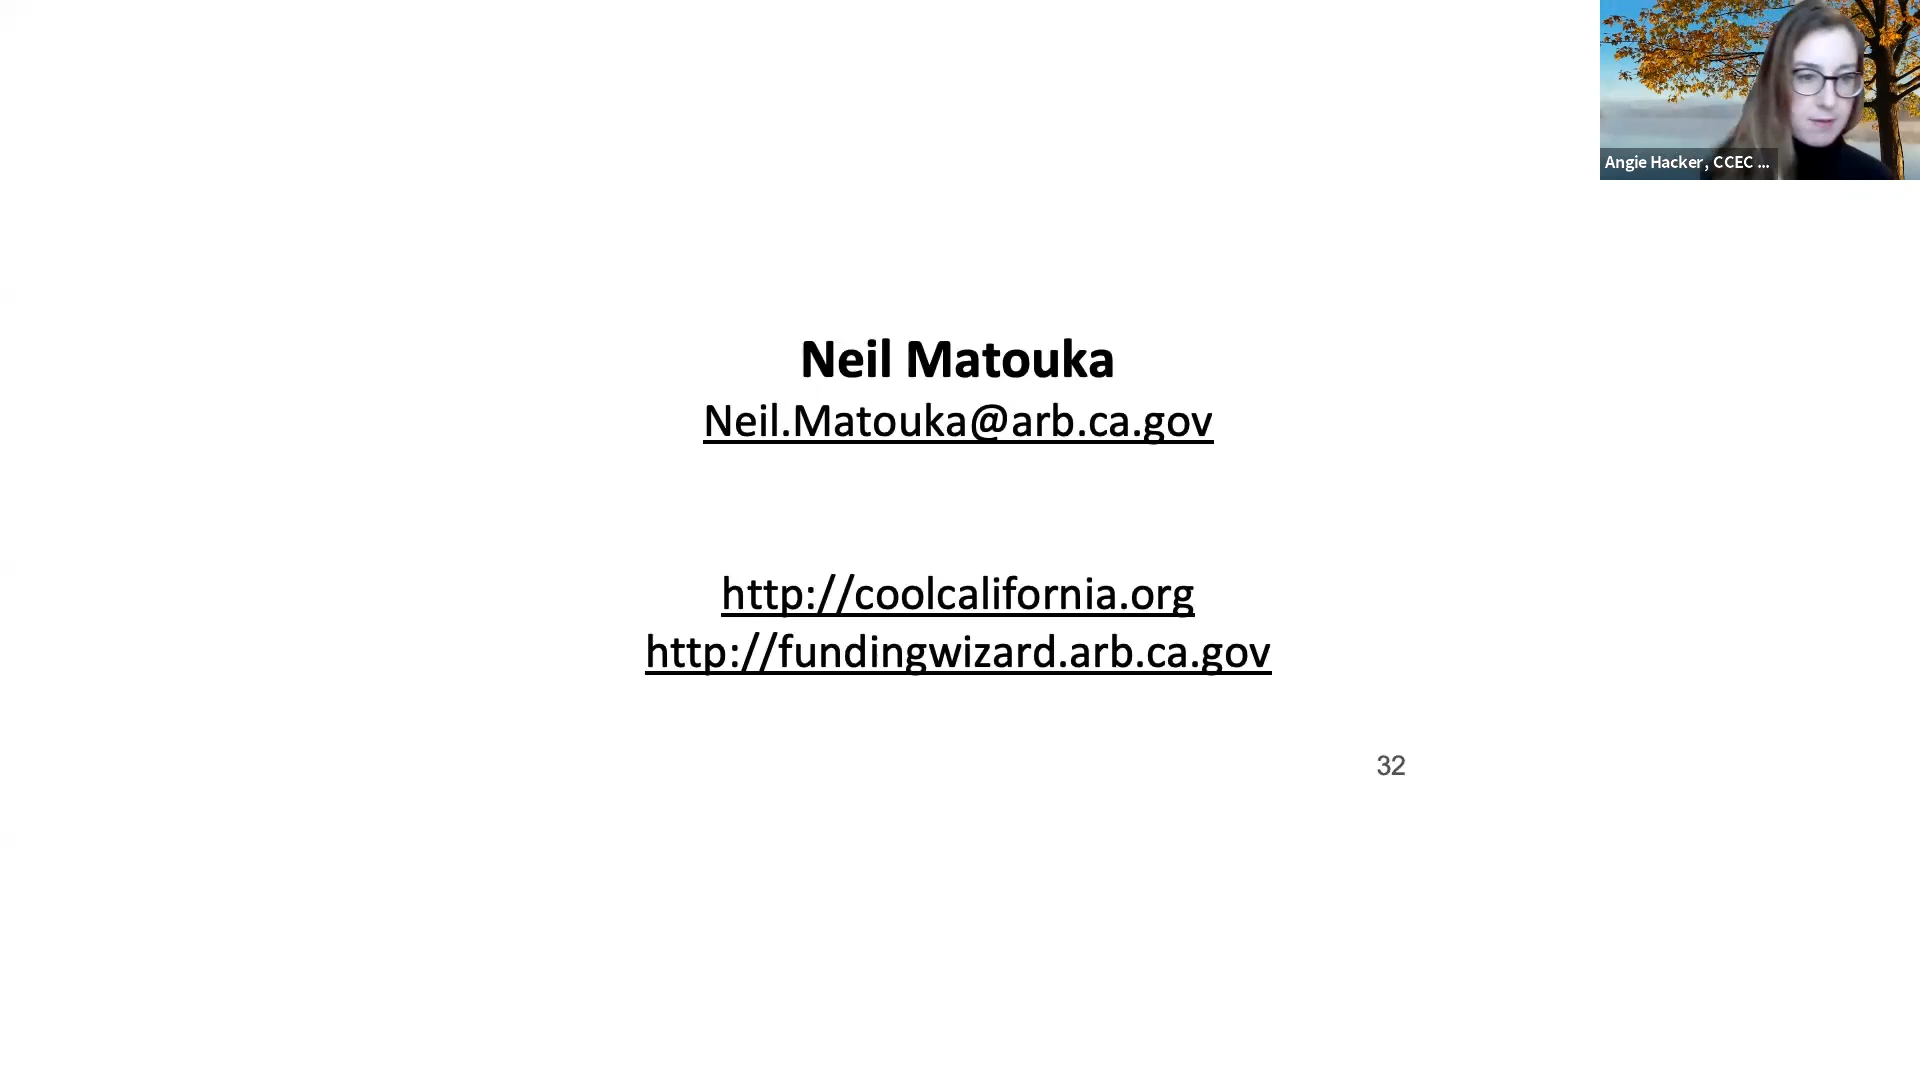 Angie Hacker, CCEC ...
Neil Matouka
Neil.Matouka@arb.ca.gov
http://coolcalifornia.org
http://fundingwizard.arb.ca.gov
32